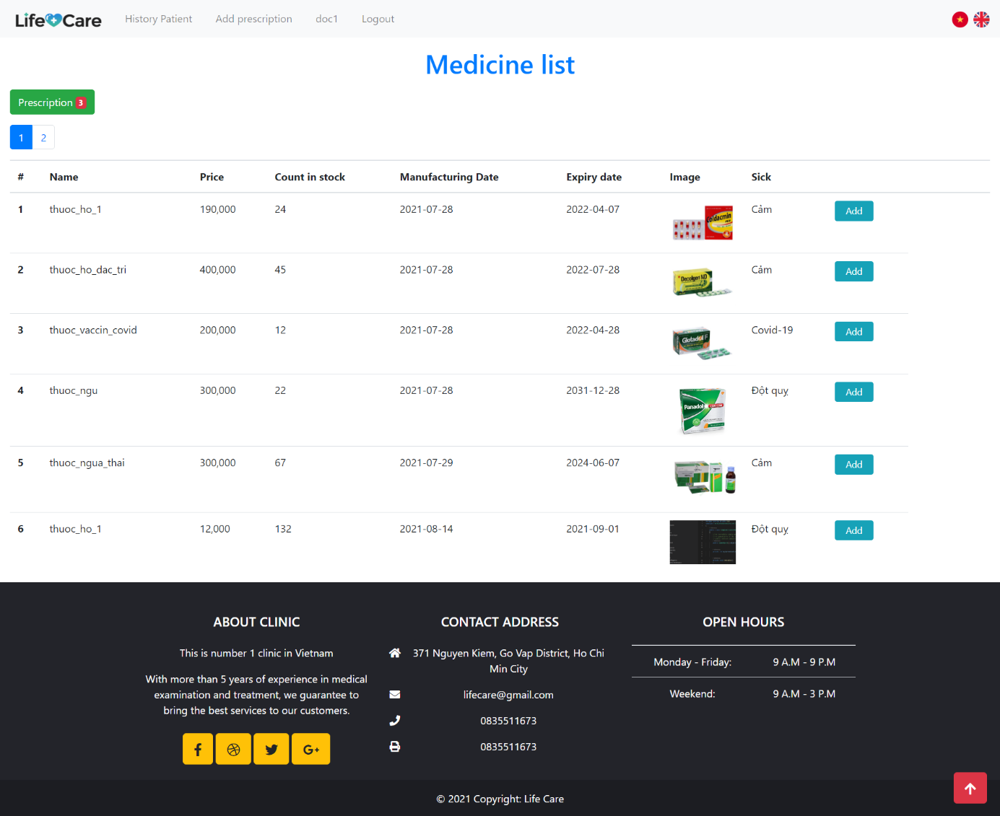 Life Care History Patient Add prescription doc1 Logout
Medicine list
Prescription 3
1 2
# Name Price Count in stock Manufacturing Date Expiry date Image Sick
1 thuoc_ho_1 190,000 24 2021-07-28 2022-04-07 Coldacmin Cảm Add
2 thuoc_ho_dac_tri 400,000 45 2021-07-28 2022-07-28 Decolgen ND Cảm Add
3 thuoc_vaccin_covid 200,000 12 2021-07-28 2022-04-28 Glotadol F Covid-19 Add
4 thuoc_ngu 300,000 22 2021-07-28 2031-12-28 Panadol Đột quỵ Add
5 thuoc_ngua_thai 300,000 67 2021-07-29 2024-06-07 Cảm Add
6 thuoc_ho_1 12,000 132 2021-08-14 2021-09-01 Đột quỵ Add
ABOUT CLINIC
This is number 1 clinic in Vietnam
With more than 5 years of experience in medical
examination and treatment, we guarantee to
bring the best services to our customers.
CONTACT ADDRESS
371 Nguyen Kiem, Go Vap District, Ho Chi
Min City
lifecare@gmail.com
0835511673
0835511673
OPEN HOURS
Monday - Friday: 9 A.M - 9 P.M
Weekend: 9 A.M - 3 P.M
© 2021 Copyright: Life Care